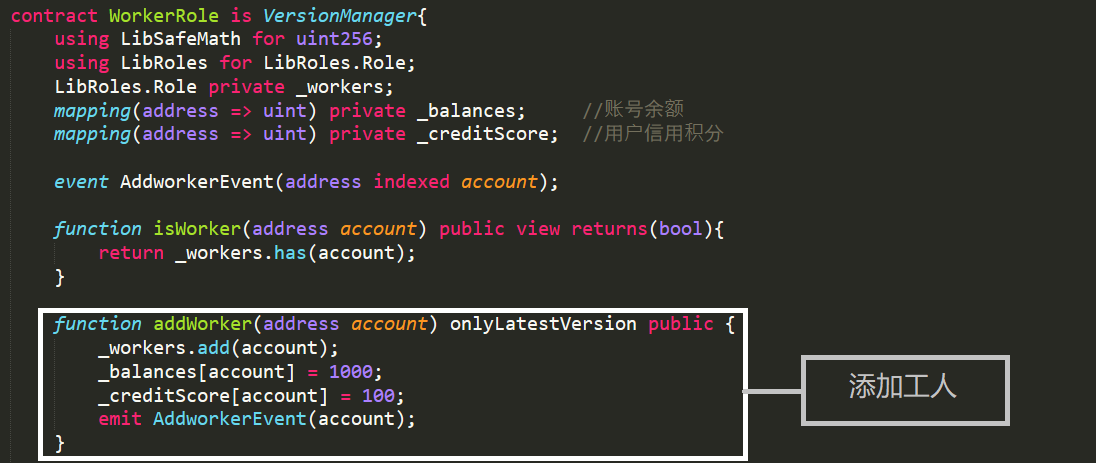 contract WorkerRole is VersionManager{
using LibSafeMath for uint256;
using LibRoles for LibRoles.Role;
LibRoles.Role private _workers;
mapping(address => uint) private _balances; //账号余额
mapping(address => uint) private _creditScore; //用户信用积分
event AddworkerEvent(address indexed account);
function isWorker(address account) public view returns(bool){
return _workers.has(account);
}
function addWorker(address account) onlyLatestVersion public {
_workers.add(account);
_balances[account] = 1000;
_creditScore[account] = 100;
emit AddworkerEvent(account);
}
添加工人